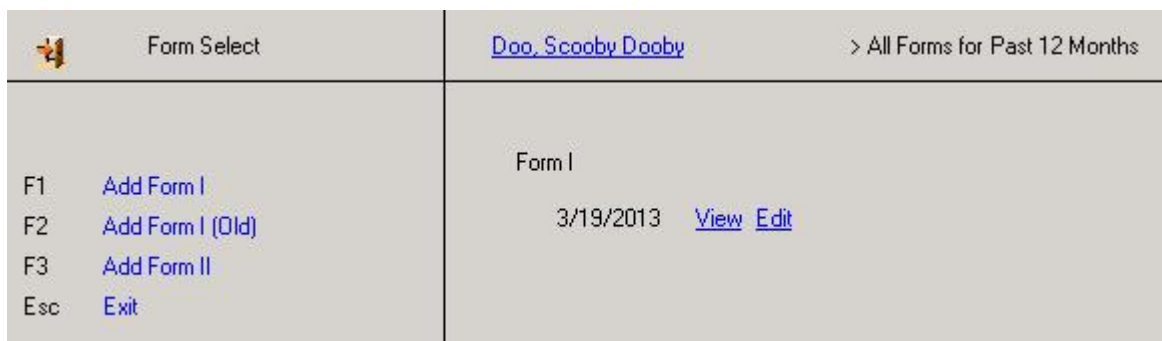 Form Select
Doo, Scooby Dooby > All Forms for Past 12 Months
F1 Add Form I
F2 Add Form I (Old)
F3 Add Form II
Esc Exit
Form I
3/19/2013 View Edit